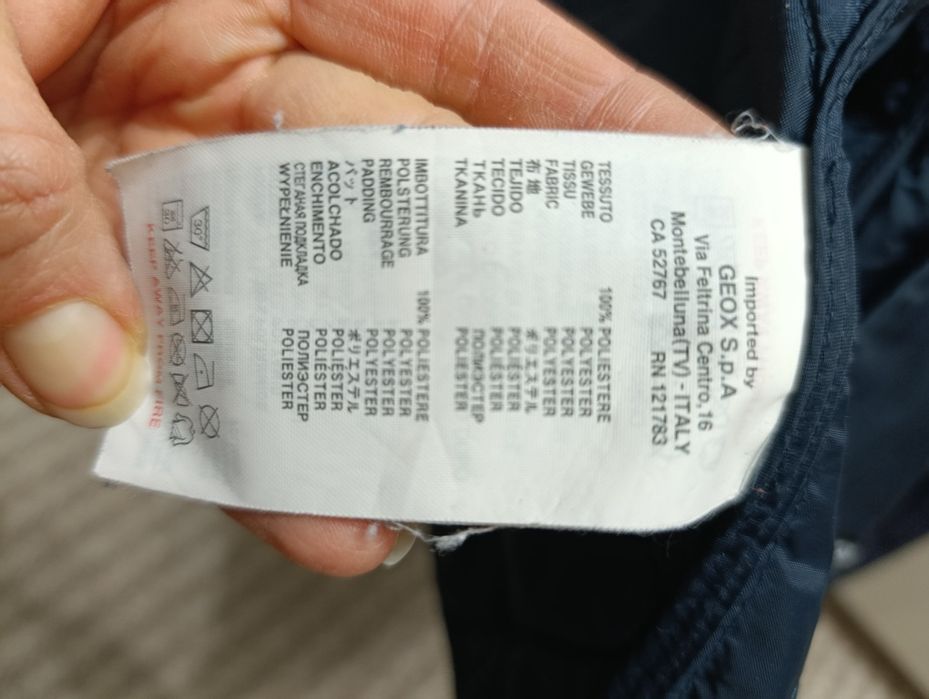 Imported by
GEOX S.p.A
Via Feltrina Centro,16
Montebelluna(TV) - ITALY
CA 52767 RN 121783
TESSUTO 100% POLIESTERE
GEWEBE POLYESTER
TISSU POLYESTER
FABRIC POLYESTER
布地 ポリエステル
TEJIDO POLIÉSTER
TECIDO POLIESTER
ТКАНЬ ПОЛИЭСТЕР
TKANINA POLIESTER
IMBOTTITURA 100% POLIESTERE
POLSTERUNG POLYESTER
REMBOURRAGE POLYESTER
PADDING POLYESTER
パット ポリエステル
ACOLCHADO POLIÉSTER
ENCHIMENTO POLIÉSTER
СТЕГАНАЯ ПОДКЛАДКА ПОЛИЭСТЕР
WYPEŁNIENIE POLIESTER
30°
KEEP AWAY FROM FIRE